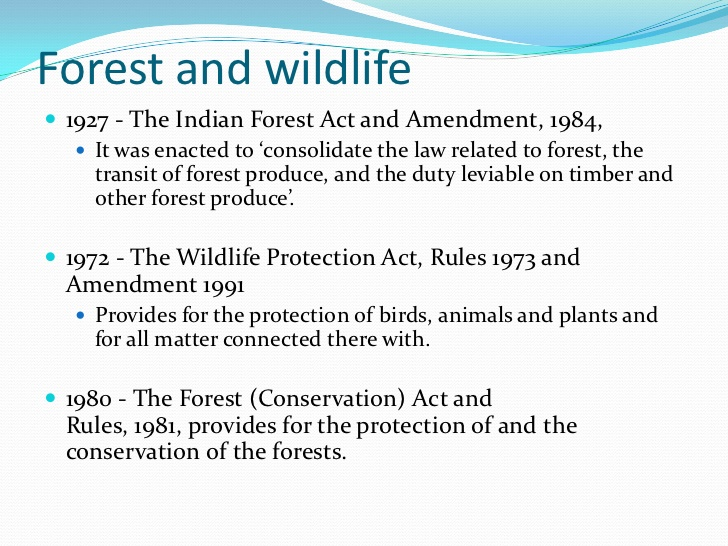 Forest and wildlife
• 1927 - The Indian Forest Act and Amendment, 1984,
• It was enacted to ‘consolidate the law related to forest, the
transit of forest produce, and the duty leviable on timber and
other forest produce’.
• 1972 - The Wildlife Protection Act, Rules 1973 and
Amendment 1991
• Provides for the protection of birds, animals and plants and
for all matter connected there with.
• 1980 - The Forest (Conservation) Act and
Rules, 1981, provides for the protection of and the
conservation of the forests.